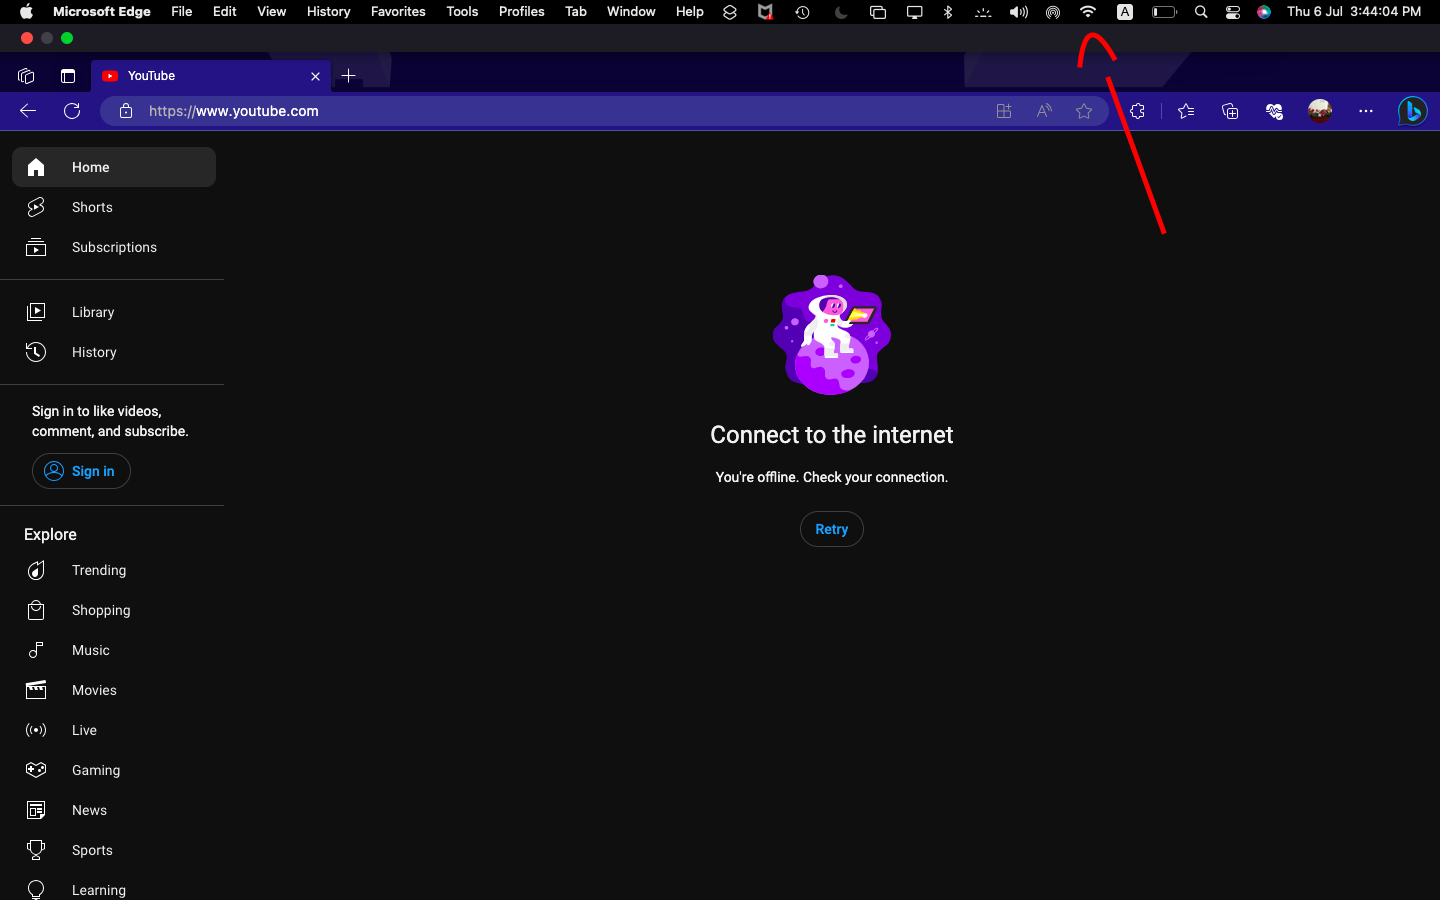 Microsoft Edge File Edit View History Favorites Tools Profiles Tab Window Help A Thu 6 Jul 3:44:04 PM
YouTube
https://www.youtube.com
Home
Shorts
Subscriptions
Library
History
Sign in to like videos,
comment, and subscribe.
Sign in
Explore
Trending
Shopping
Music
Movies
Live
Gaming
News
Sports
Learning
Connect to the internet
You're offline. Check your connection.
Retry